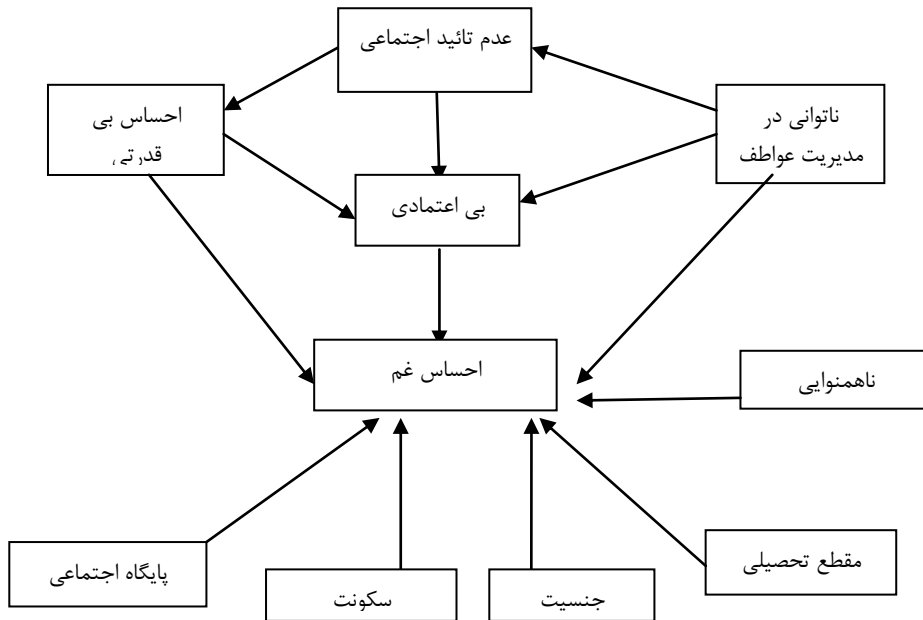 عدم تائید اجتماعی
احساس بی
قدرتی
ناتوانی در
مدیریت عواطف
بی اعتمادی
احساس غم
ناهمنوایی
پایگاه اجتماعی
سکونت
جنسیت
مقطع تحصیلی